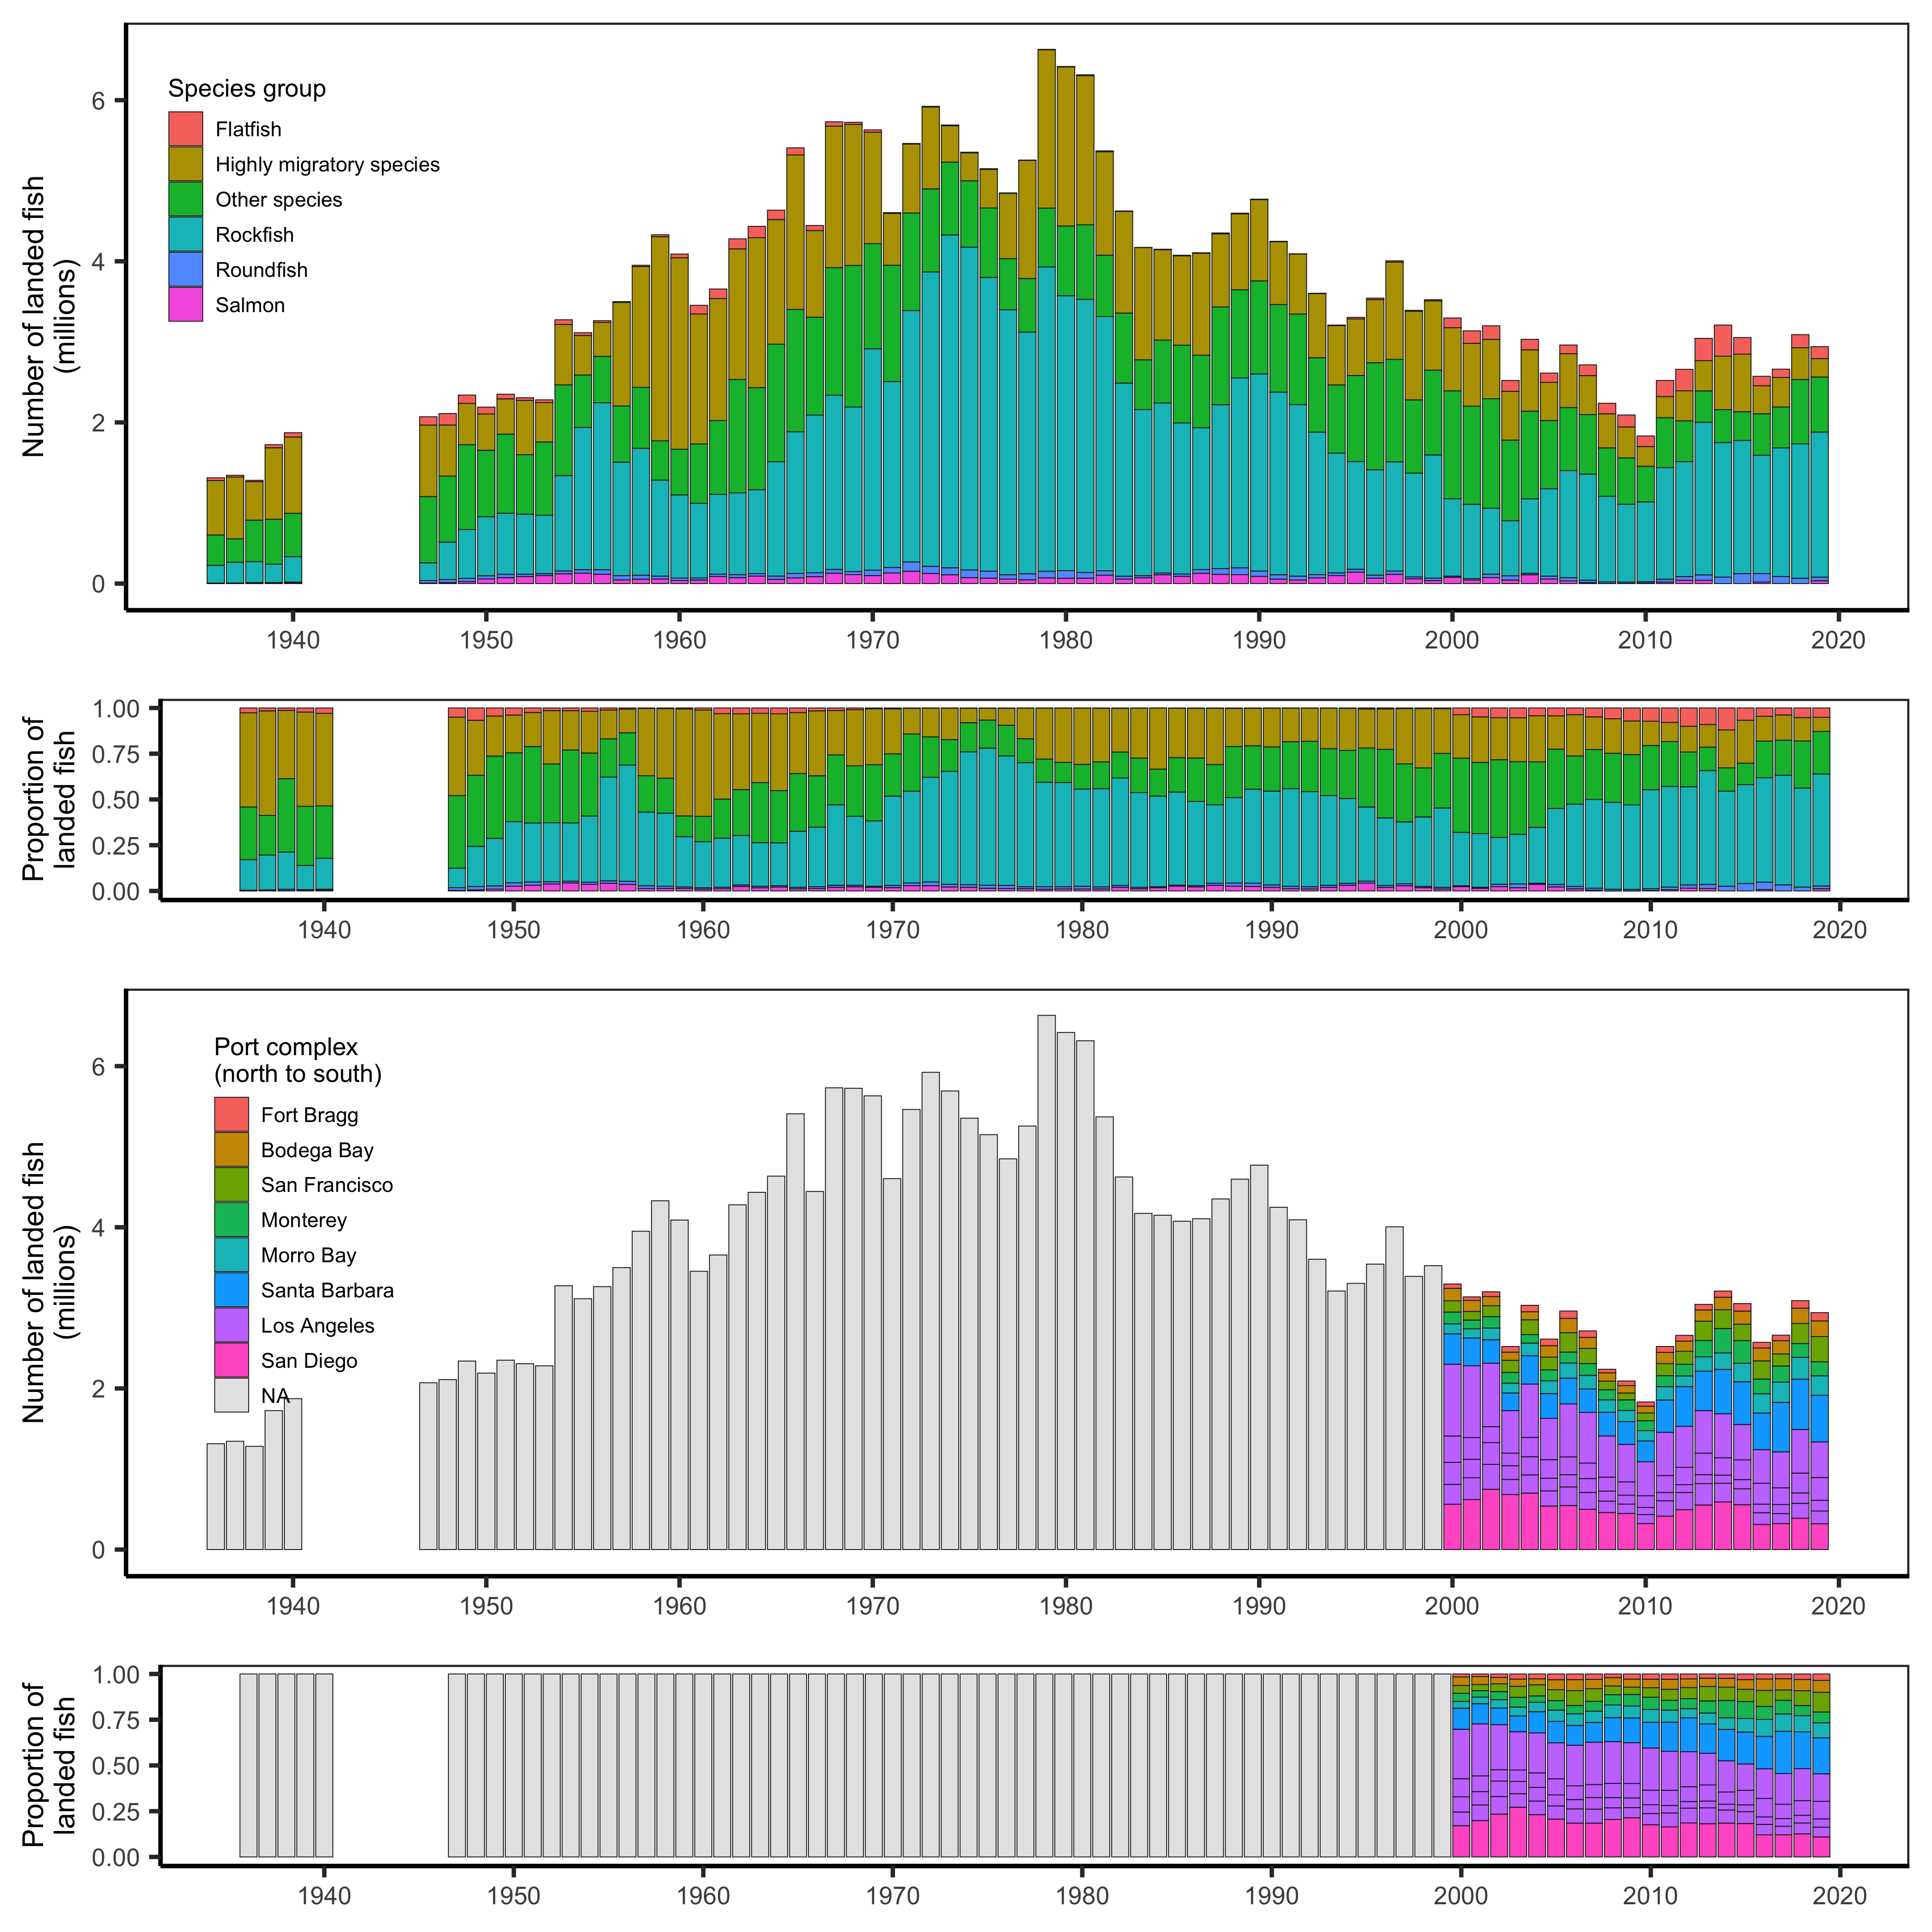 Species group
Flatfish
Highly migratory species
Other species
Rockfish
Roundfish
Salmon
Number of landed fish
(millions)
6
4
2
0
1940 1950 1960 1970 1980 1990 2000 2010 2020
Proportion of
landed fish
1.00
0.75
0.50
0.25
0.00
1940 1950 1960 1970 1980 1990 2000 2010 2020
Port complex
(north to south)
Fort Bragg
Bodega Bay
San Francisco
Monterey
Morro Bay
Santa Barbara
Los Angeles
San Diego
NA
Number of landed fish
(millions)
6
4
2
0
1940 1950 1960 1970 1980 1990 2000 2010 2020
Proportion of
landed fish
1.00
0.75
0.50
0.25
0.00
1940 1950 1960 1970 1980 1990 2000 2010 2020